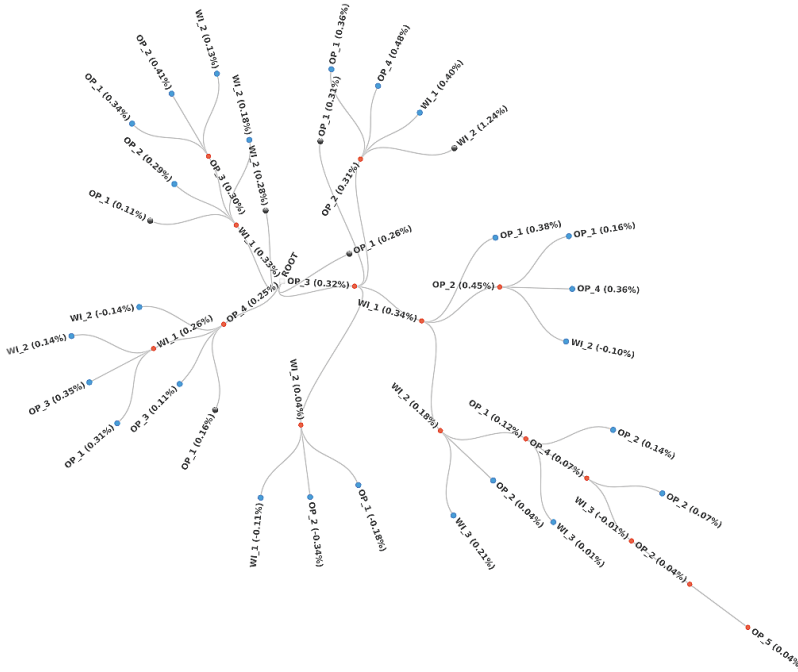 OP_1 (0.36%)
OP_4 (0.48%)
WI_1 (0.40%)
WI_2 (1.24%)
OP_1 (0.31%)
OP_2 (0.31%)
WI_2 (0.13%)
OP_2 (0.41%)
OP_1 (0.34%)
WI_2 (0.18%)
OP_2 (0.29%)
OP_3 (0.30%)
WI_2 (0.28%)
OP_1 (0.11%)
WI_1 (0.33%)
ROOT
OP_1 (0.26%)
OP_3 (0.32%)
OP_4 (0.25%)
WI_1 (0.34%)
OP_1 (0.38%)
OP_2 (0.45%)
OP_1 (0.16%)
OP_4 (0.36%)
WI_2 (-0.10%)
WI_2 (-0.14%)
WI_1 (0.26%)
WI_2 (0.14%)
OP_3 (0.35%)
OP_1 (0.31%)
OP_3 (0.11%)
OP_1 (0.16%)
WI_2 (0.04%)
WI_1 (-0.11%)
OP_2 (-0.34%)
OP_1 (-0.18%)
WI_2 (0.18%)
OP_1 (0.12%)
OP_4 (0.07%)
OP_2 (0.14%)
OP_2 (0.04%)
WI_3 (0.21%)
WI_3 (0.01%)
OP_2 (0.07%)
WI_3 (-0.01%)
OP_2 (0.04%)
OP_5 (0.04%